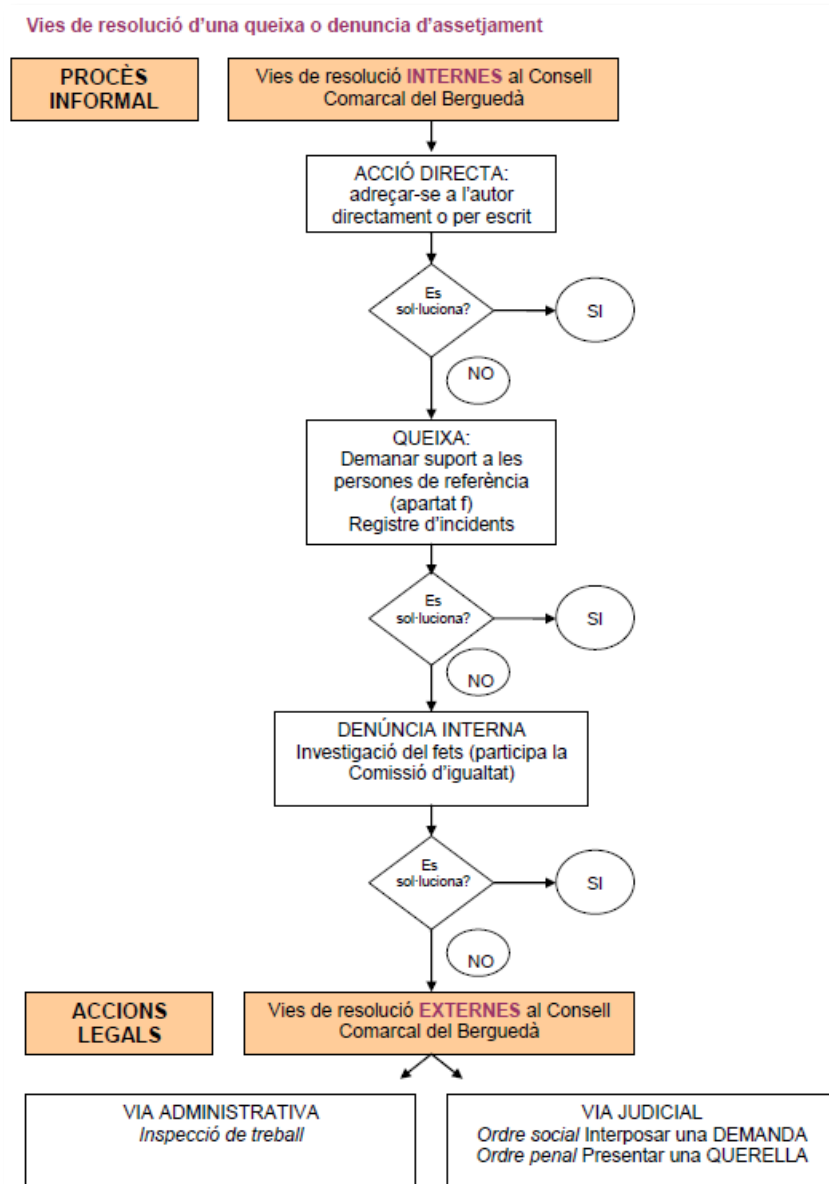 Vies de resolució d'una queixa o denuncia d'assetjament
PROCÈS
INFORMAL
Vies de resolució INTERNES al Consell
Comarcal del Berguedà
ACCIÓ DIRECTA:
adreçar-se a l'autor
directament o per escrit
Es
sol·luciona?
SI
NO
QUEIXA:
Demanar suport a les
persones de referència
(apartat f)
Registre d'incidents
Es
sol·luciona?
SI
NO
DENÚNCIA INTERNA
Investigació del fets (participa la
Comissió d'igualtat)
Es
sol·luciona?
SI
NO
ACCIONS
LEGALS
Vies de resolució EXTERNES al Consell
Comarcal del Berguedà
VIA ADMINISTRATIVA
Inspecció de treball
VIA JUDICIAL
Ordre social Interposar una DEMANDA
Ordre penal Presentar una QUERELLA